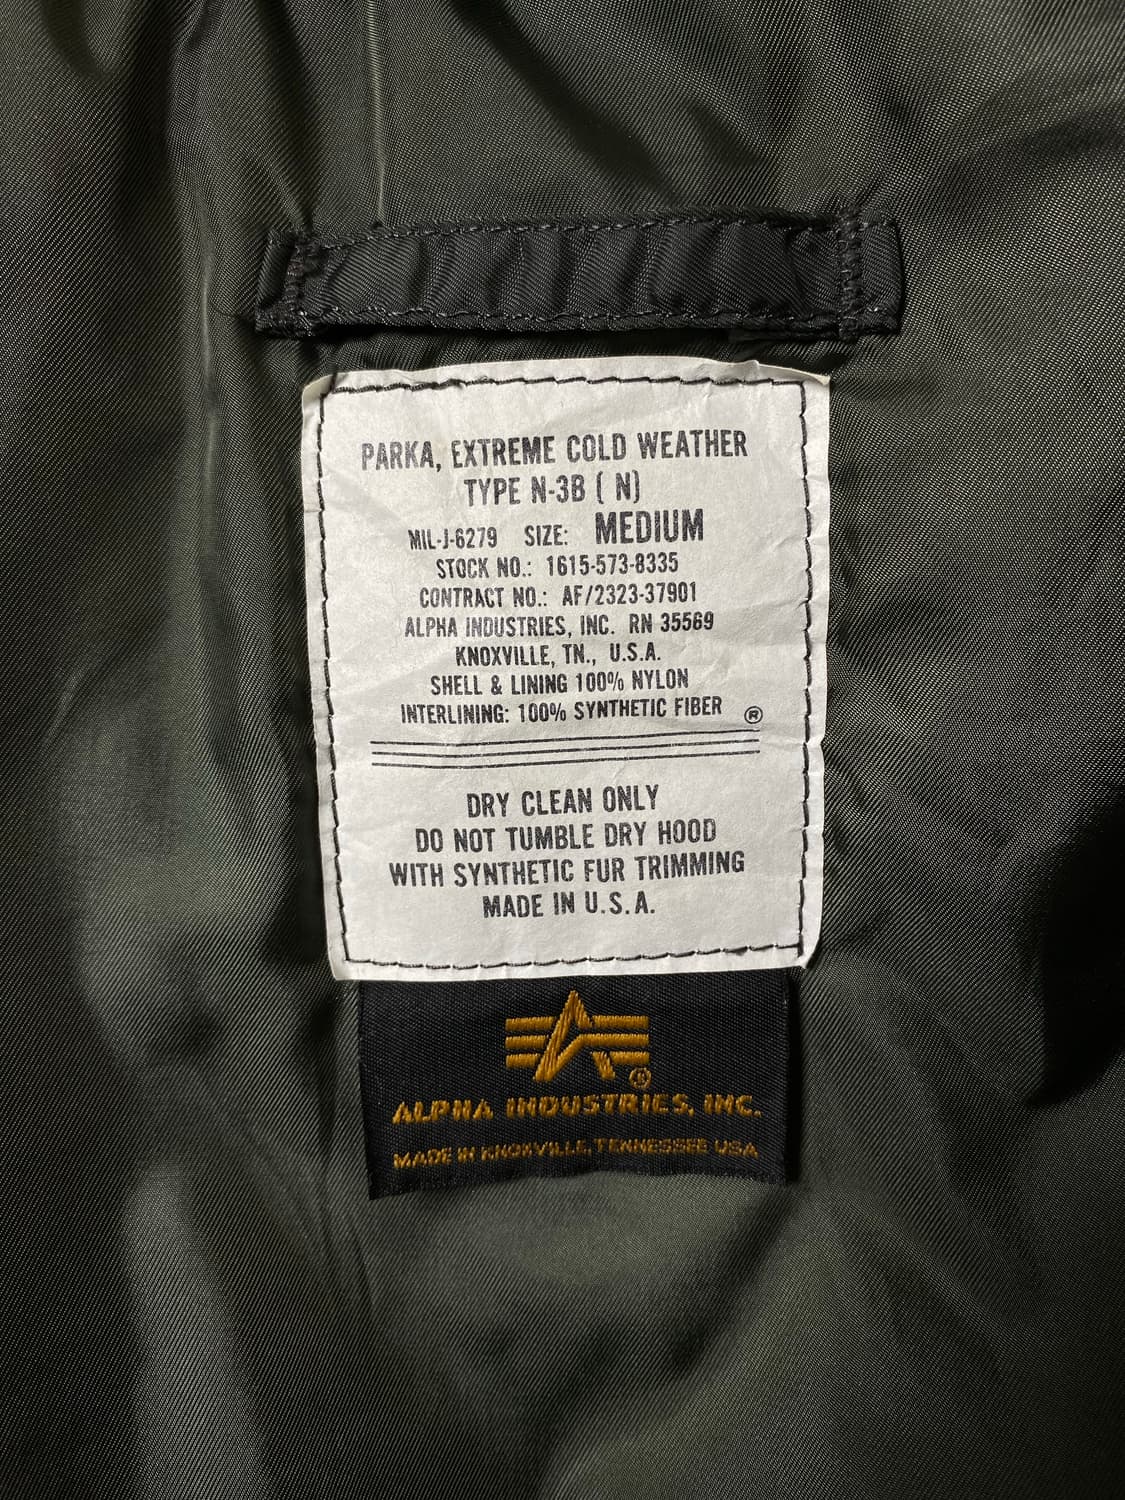 PARKA, EXTREME COLD WEATHER
TYPE N-3B ( N)
MIL-J-6279 SIZE: MEDIUM
STOCK NO.: 1615-573-8335
CONTRACT NO.: AF/2323-37901
ALPHA INDUSTRIES, INC. RN 35569
KNOXVILLE, TN., U.S.A.
SHELL & LINING 100% NYLON
INTERLINING: 100% SYNTHETIC FIBER ®
DRY CLEAN ONLY
DO NOT TUMBLE DRY HOOD
WITH SYNTHETIC FUR TRIMMING
MADE IN U.S.A.
®
ALPHA INDUSTRIES, INC.
MADE IN KNOXVILLE, TENNESSEE USA